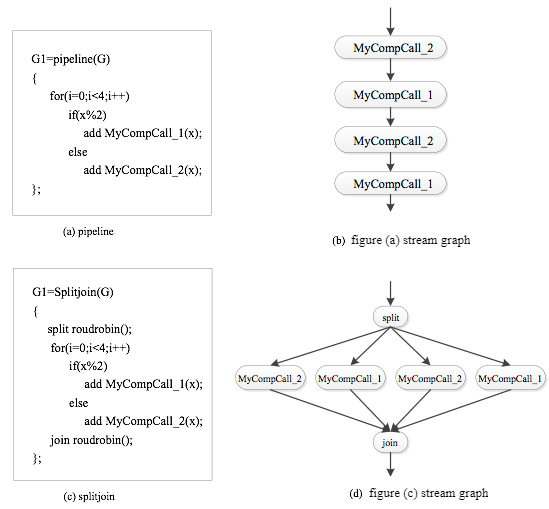 G1=pipeline(G)
{
for(i=0;i<4;i++)
if(x%2)
add MyCompCall_1(x);
else
add MyCompCall_2(x);
};
(a) pipeline
MyCompCall_2
MyCompCall_1
MyCompCall_2
MyCompCall_1
(b) figure (a) stream graph
G1=Splitjoin(G)
{
split roudrobin();
for(i=0;i<4;i++)
if(x%2)
add MyCompCall_1(x);
else
add MyCompCall_2(x);
join roudrobin();
};
(c) splitjoin
split
MyCompCall_2 MyCompCall_1 MyCompCall_2 MyCompCall_1
join
(d) figure (c) stream graph